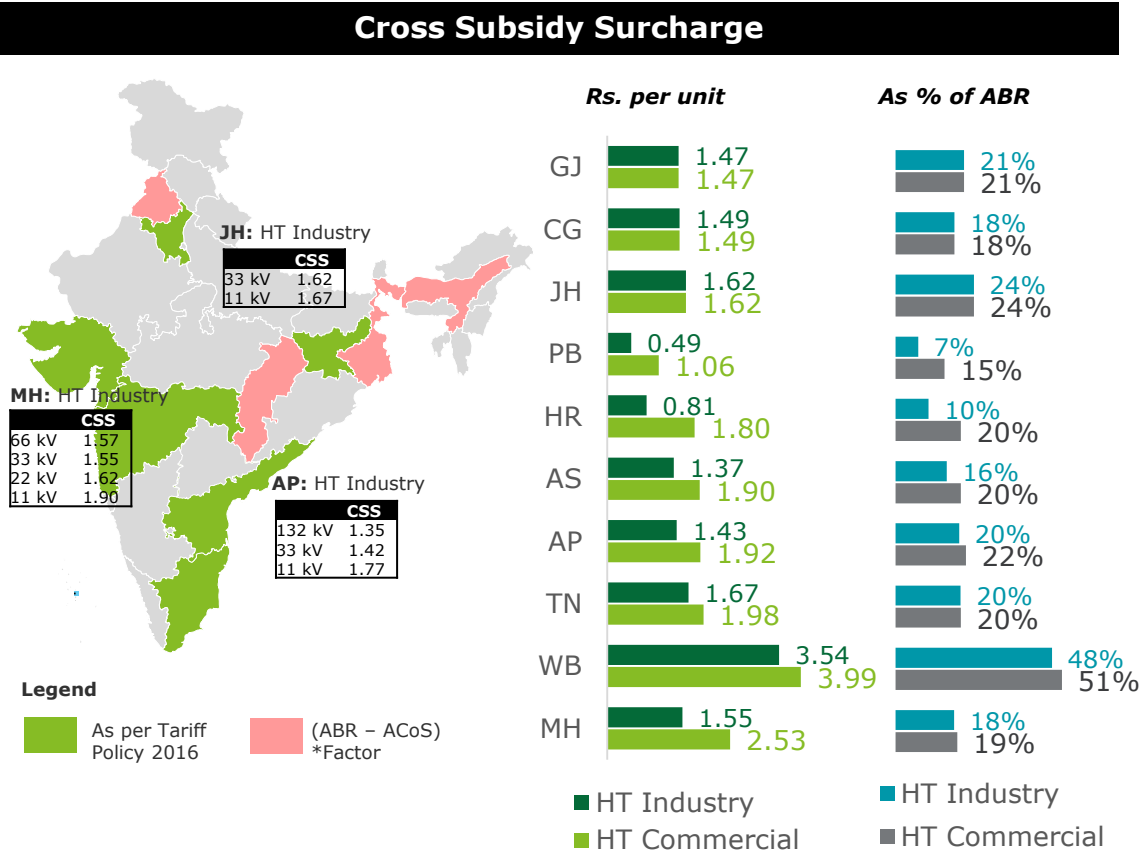 Cross Subsidy Surcharge
JH: HT Industry
CSS
33 kV 1.62
11 kV 1.67
MH: HT Industry
CSS
66 kV 1.57
33 kV 1.55
22 kV 1.62
11 kV 1.90
AP: HT Industry
CSS
132 kV 1.35
33 kV 1.42
11 kV 1.77
Legend
As per Tariff
Policy 2016
(ABR – ACoS)
*Factor
Rs. per unit
GJ 1.47
1.47
CG 1.49
1.49
JH 1.62
1.62
PB 0.49
1.06
HR 0.81
1.80
AS 1.37
1.90
AP 1.43
1.92
TN 1.67
1.98
WB 3.54
3.99
MH 1.55
2.53
HT Industry
HT Commercial
As % of ABR
21%
21%
18%
18%
24%
24%
7%
15%
10%
20%
16%
20%
20%
22%
20%
20%
48%
51%
18%
19%
HT Industry
HT Commercial